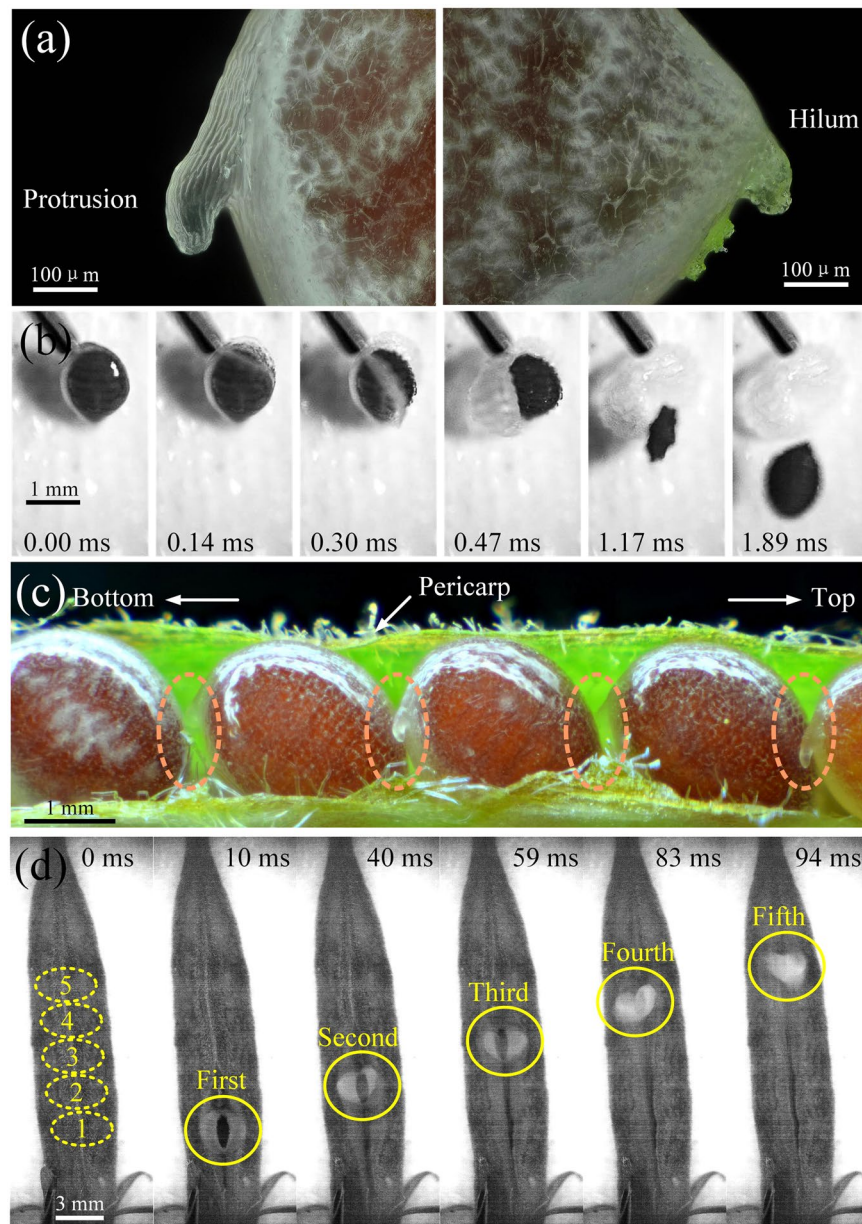 (a)
Protrusion
Hilum
100 μm
100 μm
(b)
1 mm
0.00 ms
0.14 ms
0.30 ms
0.47 ms
1.17 ms
1.89 ms
(c)
Bottom
Pericarp
Top
1 mm
(d)
0 ms
10 ms
40 ms
59 ms
83 ms
94 ms
5
4
3
2
1
First
Second
Third
Fourth
Fifth
3 mm